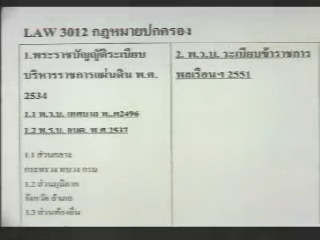 LAW 3012 กฎหมายปกครอง
1.พระราชบัญญัติระเบียบ
บริหารราชการแผ่นดิน พ.ศ.
2534
1.1 พ.ร.บ. เทศบาล พ.ศ2496
1.2 พ.ร.บ. อบต. พ.ศ.2537
1.1 ส่วนกลาง
กระทรวง ทบวง กรม
1.2 ส่วนภูมิภาค
จังหวัด อำเภอ
1.3 ส่วนท้องถิ่น
2. พ.ร.บ. ระเบียบข้าราชการ
พลเรือนฯ 2551